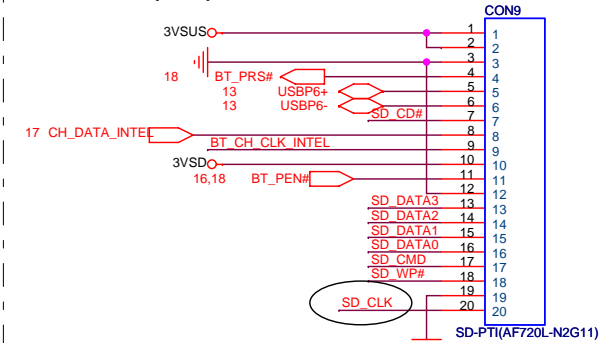 CON9
3VSUS 1 1
2 2
3 3
18 BT_PRS# 4 4
13 USBP6+ 5 5
13 USBP6- 6 6
SD_CD# 7 7
17 CH_DATA_INTEL 8 8
BT_CH_CLK_INTEL 9 9
3VSD 10 10
16,18 BT_PEN# 11 11
12 12
SD_DATA3 13 13
SD_DATA2 14 14
SD_DATA1 15 15
SD_DATA0 16 16
SD_CMD 17 17
SD_WP# 18 18
19 19
SD_CLK 20 20
SD-PTI(AF720L-N2G11)